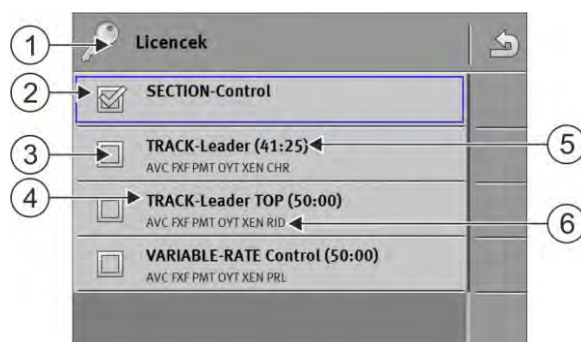 Licencek
1
2
SECTION-Control
3
TRACK-Leader (41:25)
5
AVC FXF PMT OYT XEN CHR
4
TRACK-Leader TOP (50:00)
AVC FXF PMT OYT XEN RID
6
VARIABLE-RATE Control (50:00)
AVC FXF PMT OYT XEN PRL